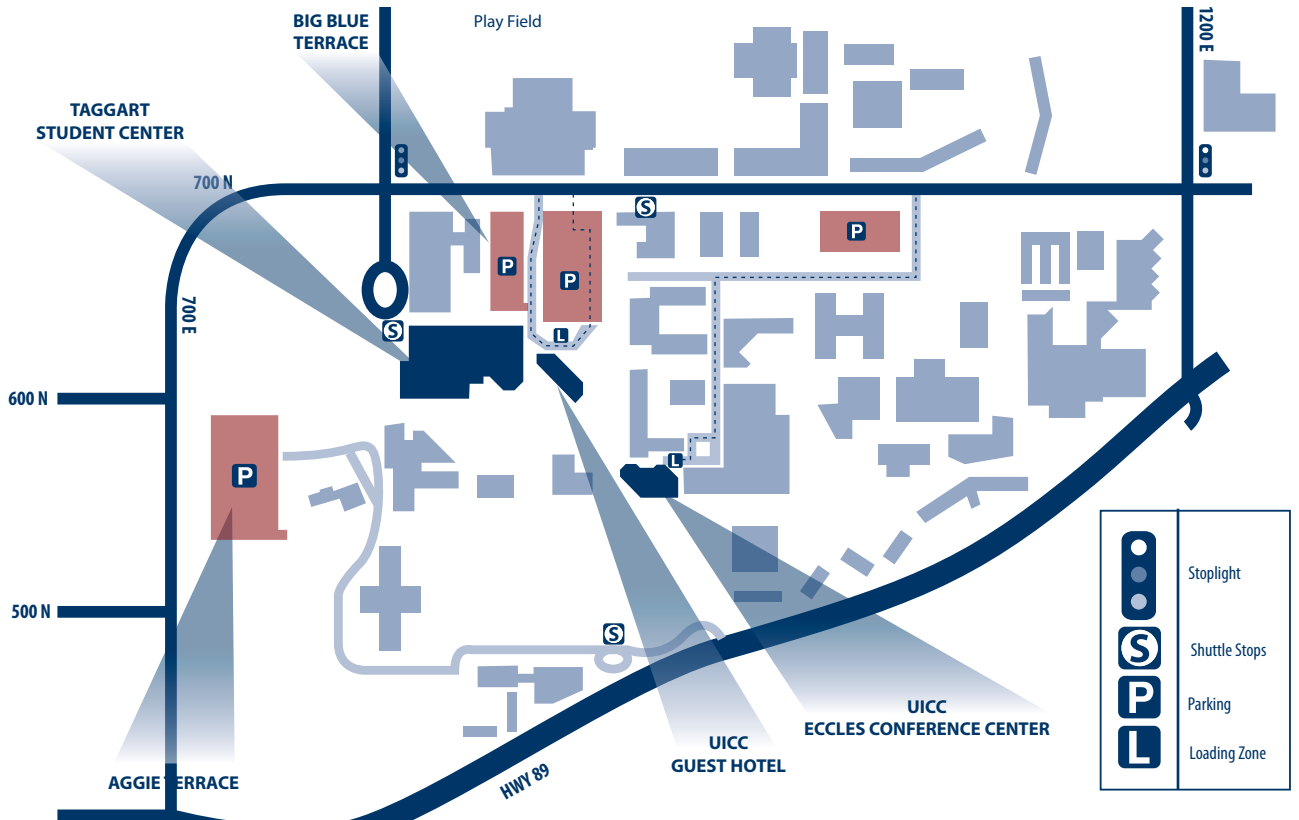 BIG BLUE
TERRACE
Play Field
1200 E
TAGGART
STUDENT CENTER
700 N
S
P
P
P
700 E
S
L
600 N
P
L
500 N
S
Stoplight
S
Shuttle Stops
P
Parking
L
Loading Zone
UICC
ECCLES CONFERENCE CENTER
UICC
GUEST HOTEL
HWY 89
AGGIE TERRACE